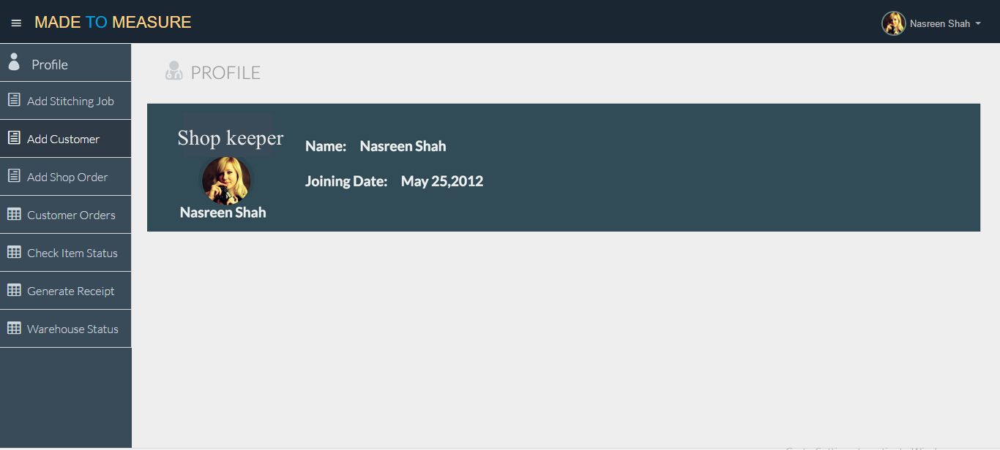 MADE TO MEASURE
Nasreen Shah
Profile
Add Stitching Job
Add Customer
Add Shop Order
Customer Orders
Check Item Status
Generate Receipt
Warehouse Status
PROFILE
Shop keeper
Nasreen Shah
Name: Nasreen Shah
Joining Date: May 25,2012